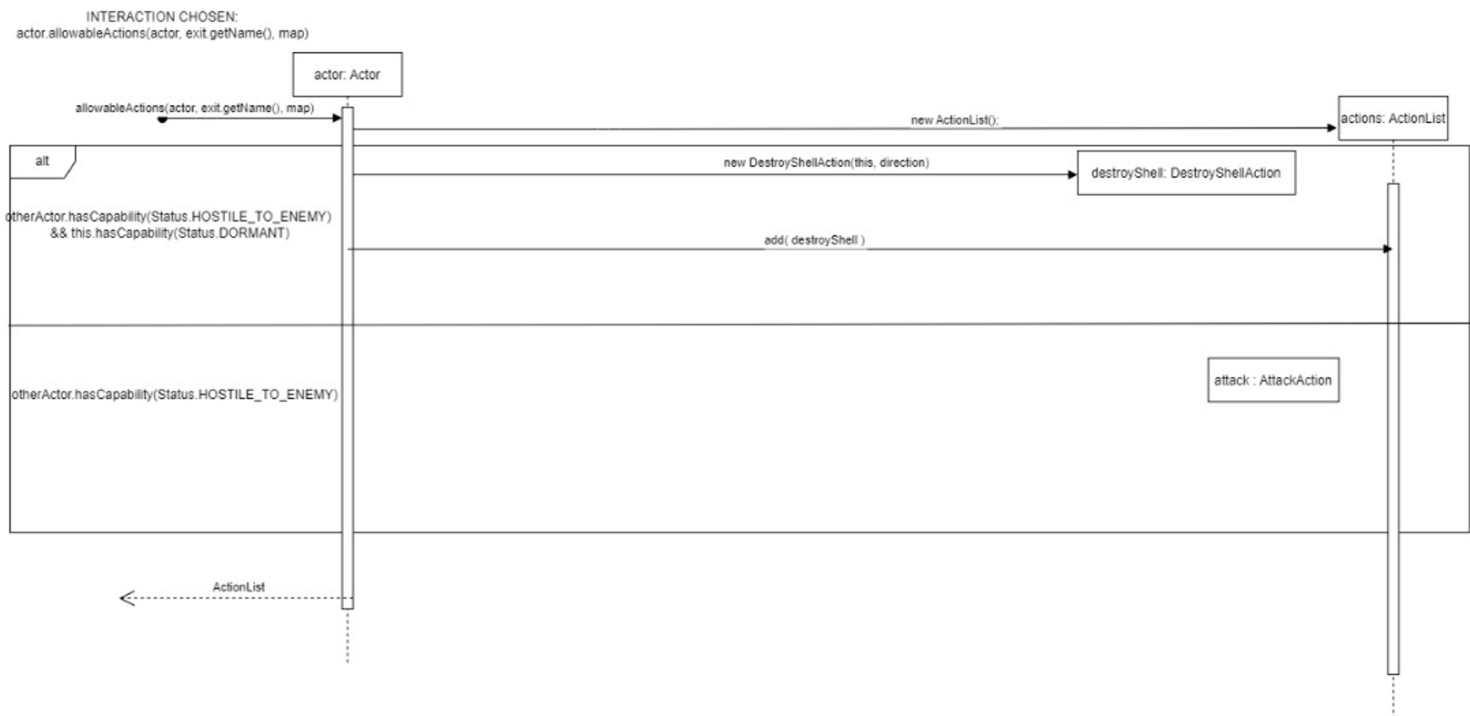 INTERACTION CHOSEN:
actor.allowableActions(actor, exit.getName(), map)
actor: Actor
allowableActions(actor, exit.getName(), map)
new ActionList();
actions: ActionList
alt
new DestroyShellAction(this, direction)
destroyShell: DestroyShellAction
otherActor.hasCapability(Status.HOSTILE_TO_ENEMY)
&& this.hasCapability(Status.DORMANT)
add( destroyShell )
otherActor.hasCapability(Status.HOSTILE_TO_ENEMY)
attack : AttackAction
ActionList